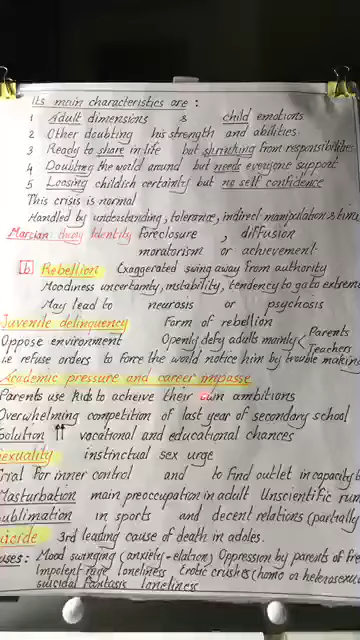 Its main characteristics are :
1 Adult dimensions & child emotions
2 Other doubting his strength and abilities
3 Ready to share in life but shrinking from responsibilities
4 Doubting the world around but needs everyone support
5 Loosing childish certainty but no self confidence
This crisis is normal
Handled by understanding, tolerance, indirect manipulation &
Marsian theory Identity foreclosure , or diffusion
moratorism or achievement
b Rebellion Exaggerated swing away from authority
Moodiness uncertainty, instability, tendency to go to extrem
May lead to neurosis or psychosis
Juvenile delinquency Form of rebellion
Oppose environment Openly defy adults mainly Parents
Teachers
i.e refuse orders to force the world notice him by trouble making
Academic pressure and career impasse
Parents use kids to acheive their own ambitions
Overwhelming competition of last year of secondary school
Solution ↑↑ vacational and educational chances
Sexuality instinctual sex urge
Trial for inner control and to find outlet in capacity b
Masturbation main preoccupation in adult Unscientific ru
Sublimation in sports and decent relations (partially
uicide 3rd leading cause of death in adoles.
uses: Mood swinging (anxiety-elation) Oppression by parents of fre
Impotent rage loneliness Erotic crushes (homo or heterosexu
suicidal fantasis loneliness